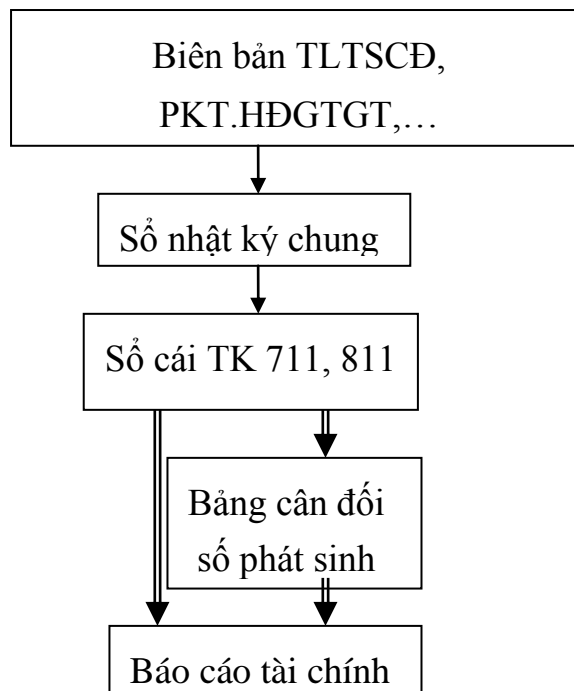 Biên bản TLTSCĐ,
PKT.HĐGTGT,…
Sổ nhật ký chung
Sổ cái TK 711, 811
Bảng cân đối
số phát sinh
Báo cáo tài chính